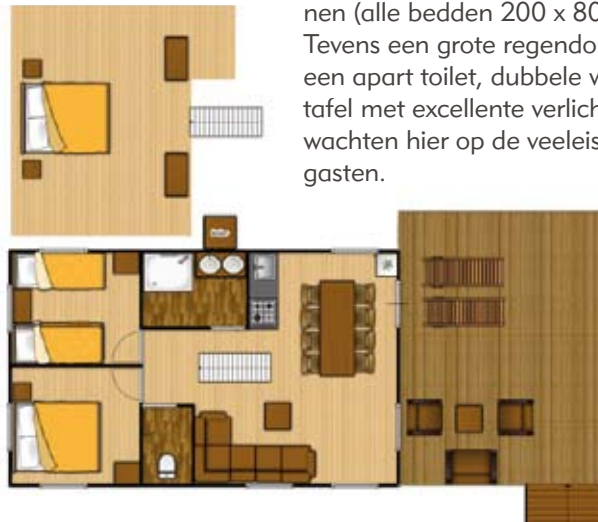 nen (alle bedden 200 x 80
Tevens een grote regendo
een apart toilet, dubbele
tafel met excellente verlich
wachten hier op de veeleis
gasten.